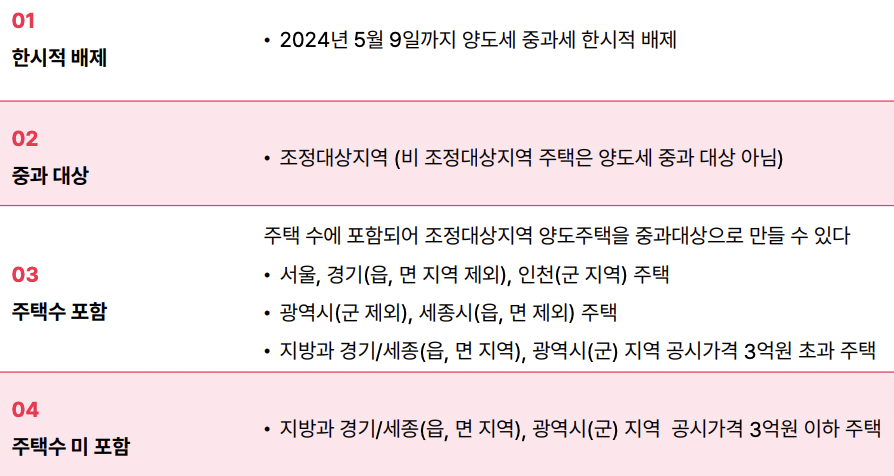 01
한시적 배제
• 2024년 5월 9일까지 양도세 중과세 한시적 배제
02
중과 대상
• 조정대상지역 (비 조정대상지역 주택은 양도세 중과 대상 아님)
03
주택수 포함
주택 수에 포함되어 조정대상지역 양도주택을 중과대상으로 만들 수 있다
• 서울, 경기(읍, 면 지역 제외), 인천(군 지역) 주택
• 광역시(군 제외), 세종시(읍, 면 제외) 주택
• 지방과 경기/세종(읍, 면 지역), 광역시(군) 지역 공시가격 3억원 초과 주택
04
주택수 미 포함
• 지방과 경기/세종(읍, 면 지역), 광역시(군) 지역  공시가격 3억원 이하 주택